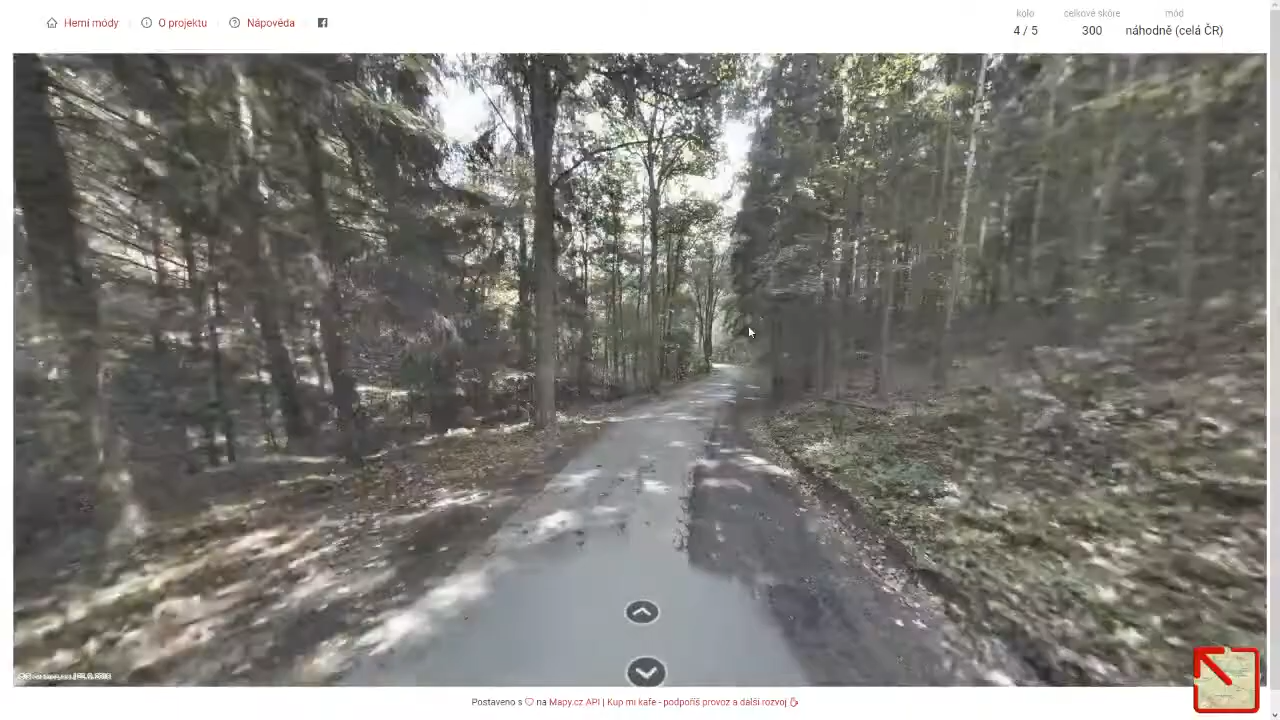 Herní módy
O projektu
Nápověda
kolo
4 / 5
celkové skóre
300
mód
náhodně (celá ČR)
Postaveno s na Mapy.cz API | Kup mi kafe - podpoříš provoz a další rozvoj